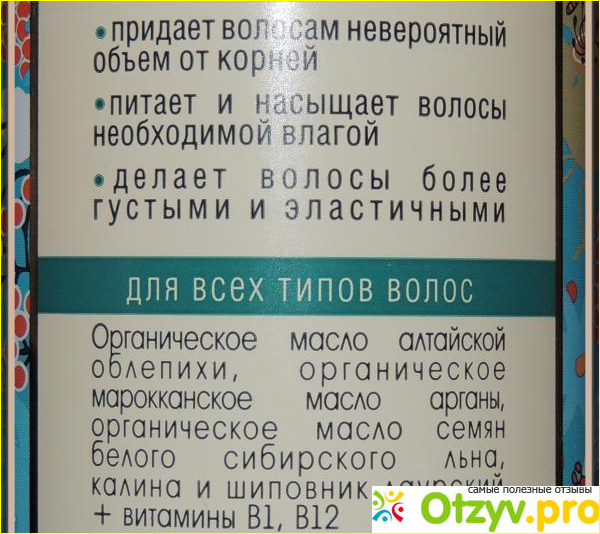 • придает волосам невероятный
объем от корней
• питает и насыщает волосы
необходимой влагой
• делает волосы более
густыми и эластичными
ДЛЯ ВСЕХ ТИПОВ ВОЛОС
Органическое масло алтайской
облепихи, органическое
марокканское масло арганы,
органическое масло семян
белого сибирского льна,
калина и шиповник даурский
+ витамины B1, B12
самые полезные отзывы
Otzyv.pro